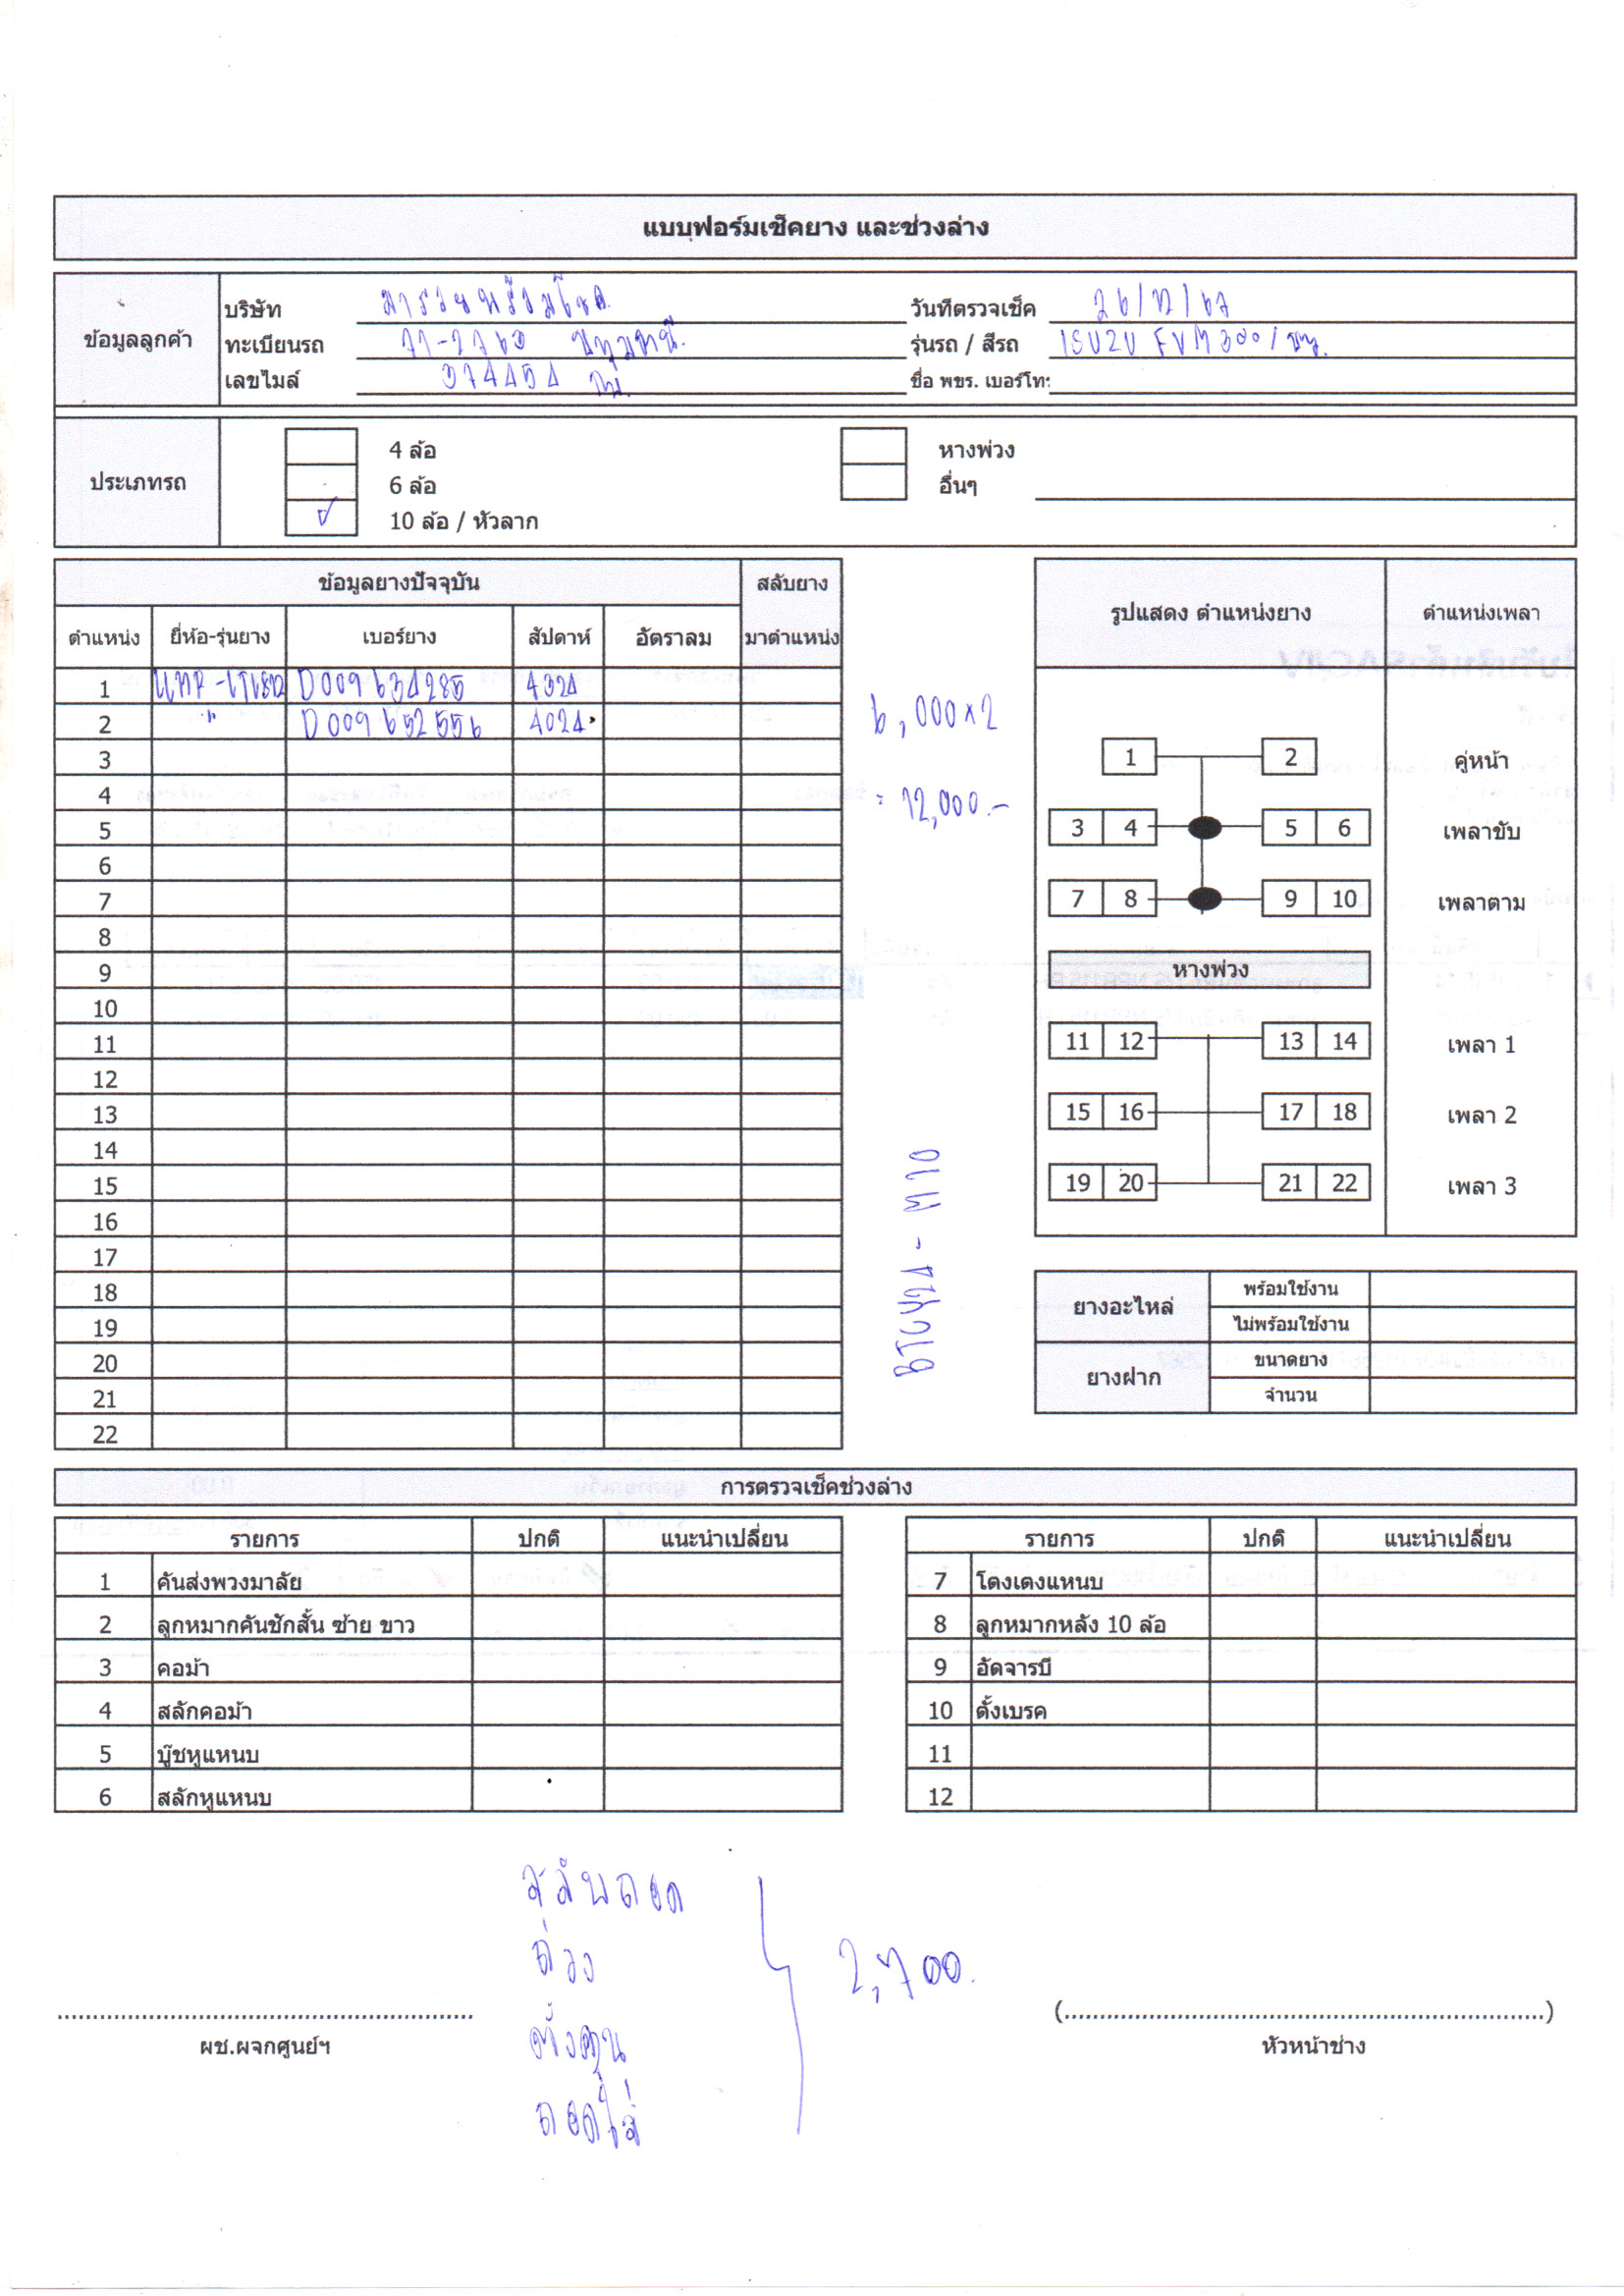 แบบฟอร์มเช็คยาง และช่วงล่าง
ข้อมูลลูกค้า
บริษัท มารวยพร้อมโชค วันที่ตรวจเช็ค 26/12/67
ทะเบียนรถ 71-2760 ปทุมธานี. รุ่นรถ / สีรถ ISUZU FVM 300/
เลขไมล์ 374454 ชื่อ พขร. เบอร์โทร
ประเภทรถ
4 ล้อ หางพ่วง
6 ล้อ อื่นๆ
✓ 10 ล้อ / หัวลาก
ข้อมูลยางปัจจุบัน สลับยาง
ตำแหน่ง ยี่ห้อ-รุ่นยาง เบอร์ยาง สัปดาห์ อัตราลม มาตำแหน่ง
1 D009634285 4324
2 " D009652556 4024
3
4
5
6
7
8
9
10
11
12
13
14
15
16
17
18
19
20
21
22
6,000x2
= 12,000.-
รูปแสดง ตำแหน่งยาง ตำแหน่งเพลา
1 2 คู่หน้า
3 4 5 6 เพลาขับ
7 8 9 10 เพลาตาม
หางพ่วง
11 12 13 14 เพลา 1
15 16 17 18 เพลา 2
19 20 21 22 เพลา 3
ยางอะไหล่ พร้อมใช้งาน
ไม่พร้อมใช้งาน
ยางฝาก ขนาดยาง
จำนวน
การตรวจเช็คช่วงล่าง
รายการ ปกติ แนะนำเปลี่ยน รายการ ปกติ แนะนำเปลี่ยน
1 คันส่งพวงมาลัย 7 โตงเตงแหนบ
2 ลูกหมากคันชักสั้น ซ้าย ขาว 8 ลูกหมากหลัง 10 ล้อ
3 คอม้า 9 อัดจารบี
4 สลักคอม้า 10 ตั้งเบรค
5 บู๊ชหูแหนบ 11
6 สลักหูแหนบ 12
ถ่วง
ตั้งศูนย์
ถอดใส่
2,700.
ผช.ผจกศูนย์ฯ
(...)
หัวหน้าช่าง